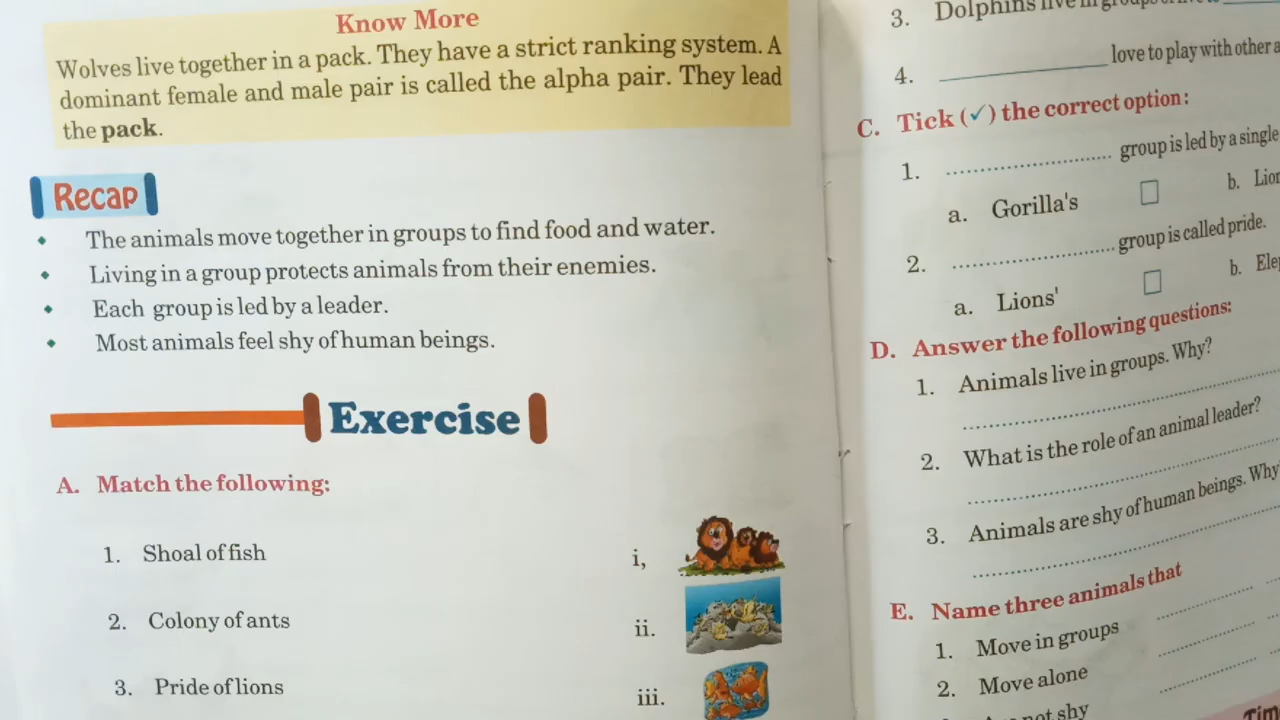 Know More
Wolves live together in a pack. They have a strict ranking system. A
dominant female and male pair is called the alpha pair. They lead
the pack.
Recap
The animals move together in groups to find food and water.
Living in a group protects animals from their enemies.
Each group is led by a leader.
Most animals feel shy of human beings.
Exercise
A. Match the following:
1. Shoal of fish i,
2. Colony of ants ii.
3. Pride of lions iii.
3. Dolphins live in
4. love to play with other
C. Tick (✓) the correct option:
1. group is led by a single
a. Gorilla's b.
2. group is called pride.
a. Lions' b.
D. Answer the following questions:
1. Animals live in groups. Why?
2. What is the role of an animal leader?
3. Animals are shy of human beings. Why
E. Name three animals that
1. Move in groups
2. Move alone
not shy